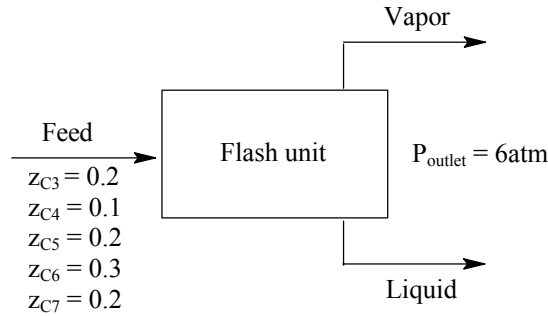 Vapor
Feed
Flash unit
P_outlet = 6atm
z_C3 = 0.2
z_C4 = 0.1
z_C5 = 0.2
z_C6 = 0.3
z_C7 = 0.2
Liquid